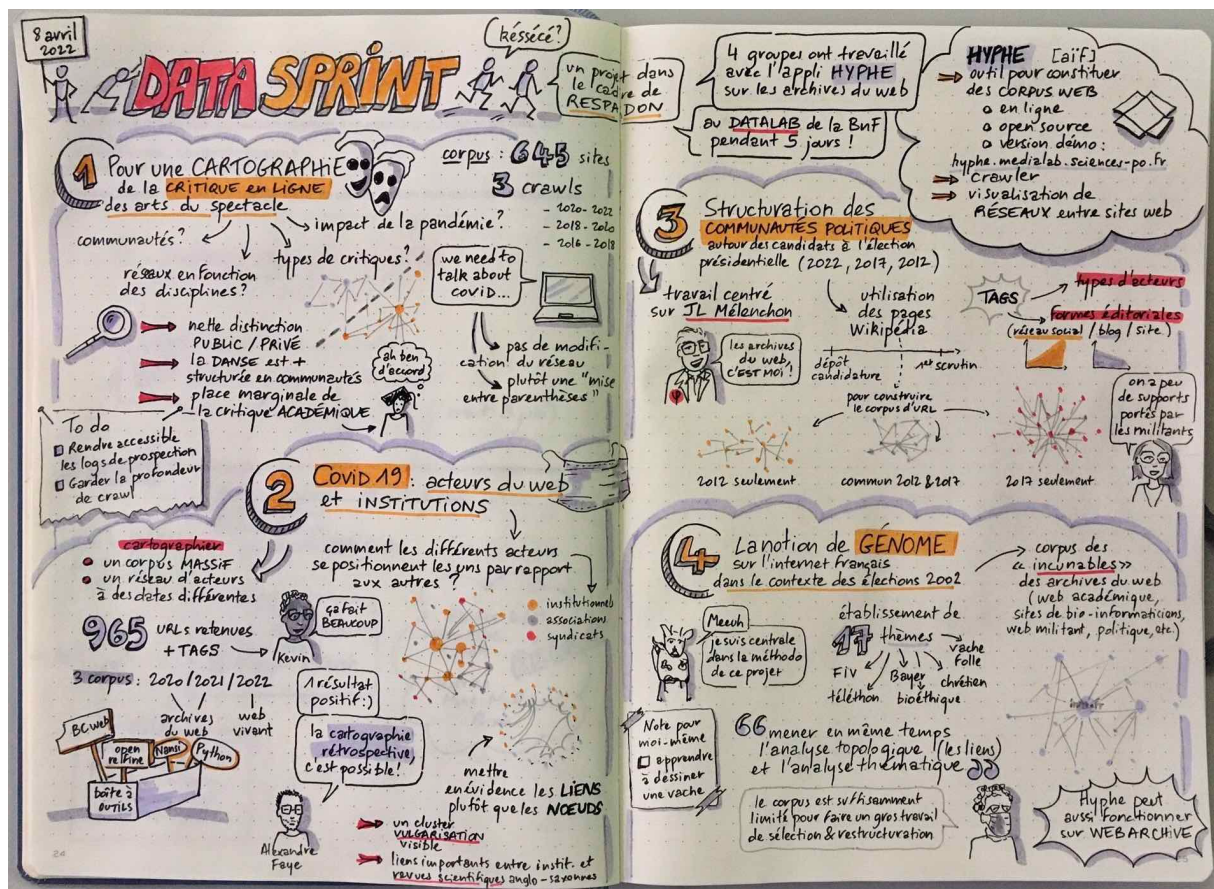 8 avril
2022
DATA SPRINT
késsécé?
un projet dans
le cadre de
RESPADON
4 groupes ont travaillé
avec l'appli HYPHE
sur les archives du web
au DATALAB de la BnF
pendant 5 jours !
HYPHE [aïf]
outil pour constituer
des CORPUS WEB
en ligne
open source
version démo :
hyphe.medialab.sciences-po.fr
crawler
visualisation de
RÉSEAUX entre sites web
1 Pour une CARTOGRAPHIE
de la CRITIQUE en LIGNE
des arts du spectacle
corpus : 645 sites
3 crawls
- 2020-2022
- 2018-2020
- 2016-2018
communautés ?
impact de la pandémie ?
types de critiques ?
réseaux en fonction
des disciplines ?
we need to
talk about
covid...
nette distinction
PUBLIC / PRIVÉ
la DANSE est +
structurée en communautés
place marginale de
la critique ACADÉMIQUE
ah ben
d'accord
pas de modifi-
cation du réseau
plutôt une "mise
entre parenthèses"
To do
Rendre accessible
les logs de prospection
Garder la profondeur
de crawl
2 Covid 19 : acteurs du web
et INSTITUTIONS
comment les différents acteurs
se positionnent les uns par rapport
aux autres ?
cartographier
un corpus MASSIF
un réseau d'acteurs
à des dates différentes
965 URLs retenues
+ TAGS
Kevin
ça fait
BEAUCOUP
institutionnel
associations
syndicats
3 corpus : 2020/2021/2022
archives
du web
web
vivant
BCweb
open
refine
Nansi
Python
boîte à
outils
1 résultat
positif :)
la cartographie
rétrospective,
c'est possible !
Alexandre
Faye
mettre
en évidence les LIENS
plutôt que les NOEUDS
un cluster
VULGARISATION
visible
liens importants entre instit. et
revues scientifiques anglo-saxonnes
24
3 Structuration des
COMMUNAUTÉS POLITIQUES
autour des candidats à l'élection
présidentielle (2022, 2017, 2012)
travail centré
sur JL Mélenchon
les archives
du web,
c'EST MOI !
utilisation
des pages
Wikipédia
dépôt
candidature
1er scrutin
pour construire
le corpus d'URL
TAGS
types d'acteurs
formes éditoriales
(réseau social / blog / site)
on a peu
de supports
portés par
les militants
2012 seulement
commun 2012 & 2017
2017 seulement
4 La notion de GÉNOME
sur l'internet français
dans le contexte des élections 2002
corpus des
« incunables »
des archives du web
(web académique,
sites de bio-informaticiens,
web militant, politique, etc.)
Meeuh
je suis centrale
dans la méthodo
de ce projet
établissement de
17 thèmes
FIV
téléthon
Bayer
bioéthique
chrétien
vache
folle
Note pour
moi-même
apprendre
à dessiner
une vache
“ mener en même temps
l'analyse topologique (les liens)
et l'analyse thématique ”
le corpus est suffisamment
limité pour faire un gros travail
de sélection & restructuration
Hyphe peut
aussi fonctionner
sur WEBARCHIVE
25